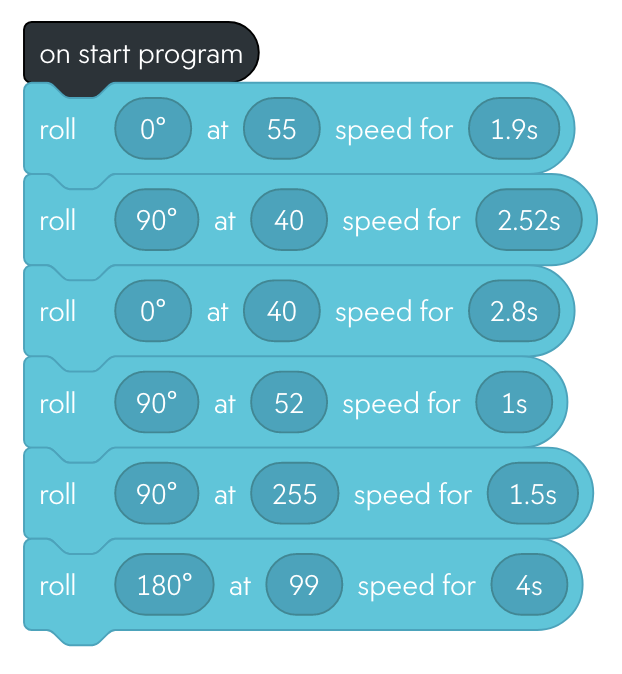 on start program
roll 0° at 55 speed for 1.9s
roll 90° at 40 speed for 2.52s
roll 0° at 40 speed for 2.8s
roll 90° at 52 speed for 1s
roll 90° at 255 speed for 1.5s
roll 180° at 99 speed for 4s